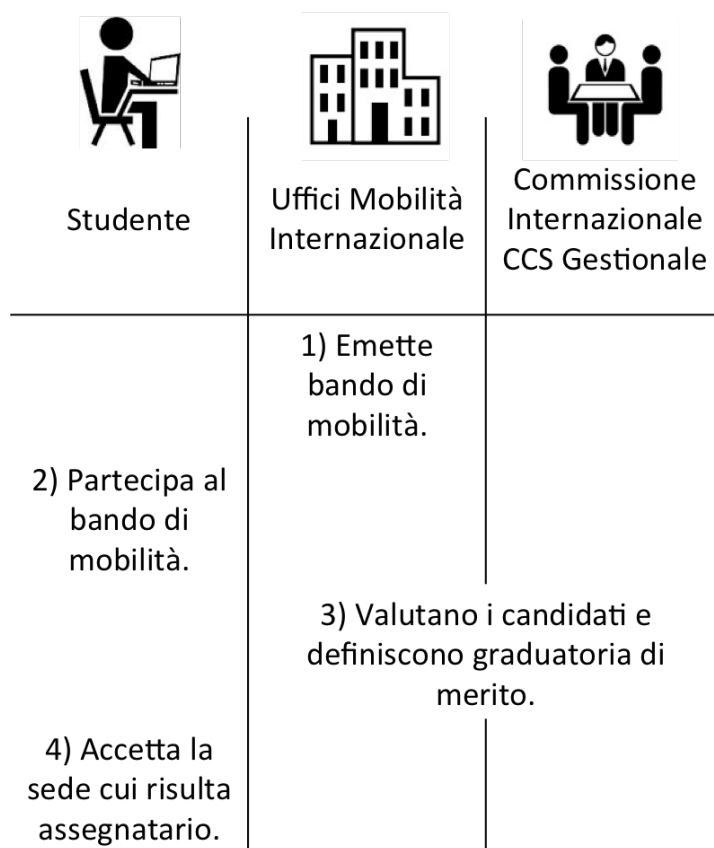 Studente
Uffici Mobilità
Internazionale
Commissione
Internazionale
CCS Gestionale
1) Emette
bando di
mobilità.
2) Partecipa al
bando di
mobilità.
3) Valutano i candidati e
definiscono graduatoria di
merito.
4) Accetta la
sede cui risulta
assegnatario.